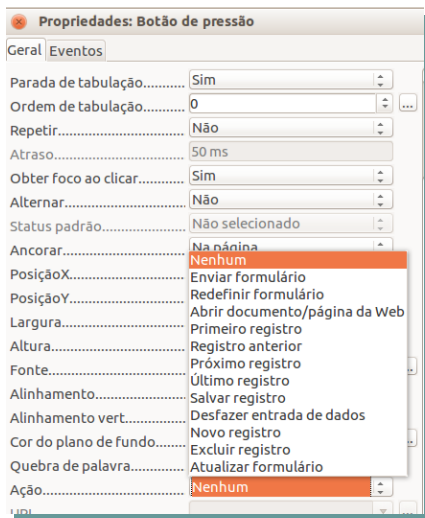 Propriedades: Botão de pressão
Geral Eventos
Parada de tabulação........... Sim
Ordem de tabulação........... 0 ...
Repetir............................... Não
Atraso................................ 50 ms
Obter foco ao clicar............ Sim
Alternar............................. Não
Status padrão.................... Não selecionado
Ancorar............................. Na página
PosiçãoX............................
PosiçãoY............................
Largura..............................
Altura................................
Fonte.................................
Alinhamento......................
Alinhamento vert...............
Cor do plano de fundo.......
Quebra de palavra..............
Nenhum
Enviar formulário
Redefinir formulário
Abrir documento/página da Web
Primeiro registro
Registro anterior
Próximo registro
Último registro
Salvar registro
Desfazer entrada de dados
Novo registro
Excluir registro
Atualizar formulário
Ação................................... Nenhum